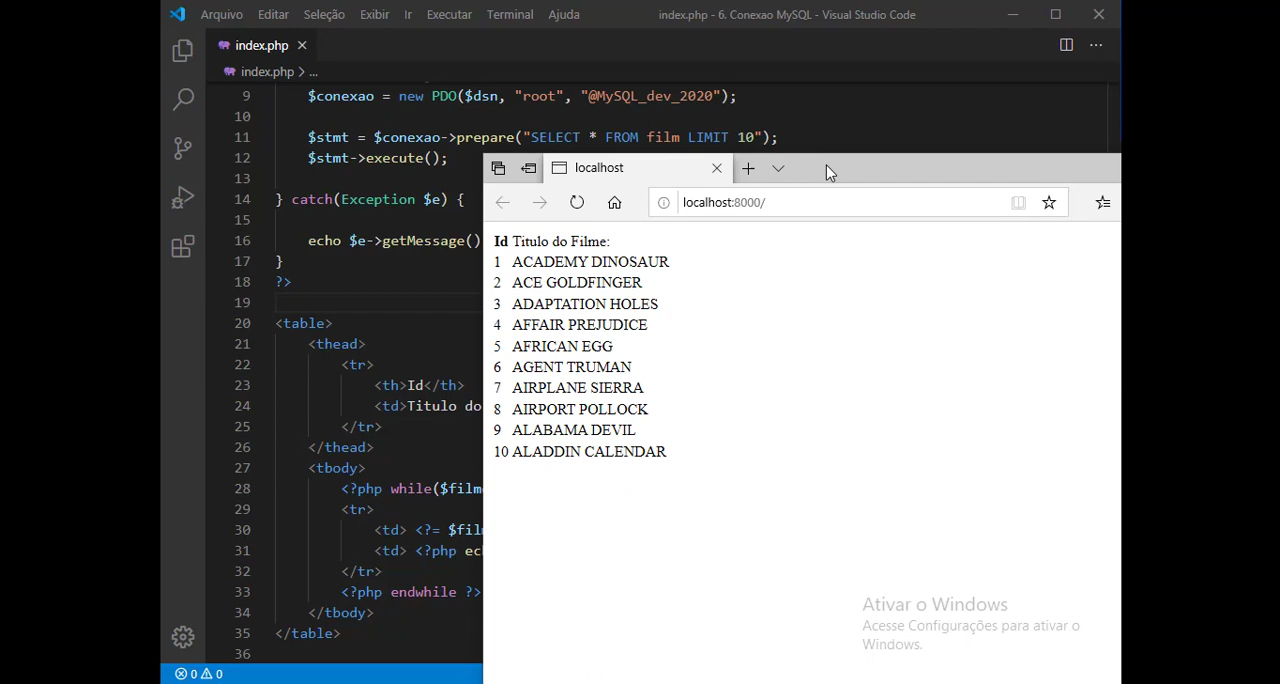 Arquivo Editar Seleção Exibir Ir Executar Terminal Ajuda index.php - 6. Conexao MySQL - Visual Studio Code
index.php
index.php > ...
9 $conexao = new PDO($dsn, "root", "@MySQL_dev_2020");
10
11 $stmt = $conexao->prepare("SELECT * FROM film LIMIT 10");
12 $stmt->execute();
13
14 } catch(Exception $e) {
15
16 echo $e->getMessage()
17 }
18 ?>
19
20 <table>
21 <thead>
22 <tr>
23 <th>Id</th>
24 <td>Titulo do
25 </tr>
26 </thead>
27 <tbody>
28 <?php while($film
29 <tr>
30 <td> <?= $fil
31 <td> <?php ec
32 </tr>
33 <?php endwhile ?>
34 </tbody>
35 </table>
36
0 0
localhost
localhost:8000/
Id Titulo do Filme:
1 ACADEMY DINOSAUR
2 ACE GOLDFINGER
3 ADAPTATION HOLES
4 AFFAIR PREJUDICE
5 AFRICAN EGG
6 AGENT TRUMAN
7 AIRPLANE SIERRA
8 AIRPORT POLLOCK
9 ALABAMA DEVIL
10 ALADDIN CALENDAR
Ativar o Windows
Acesse Configurações para ativar o
Windows.